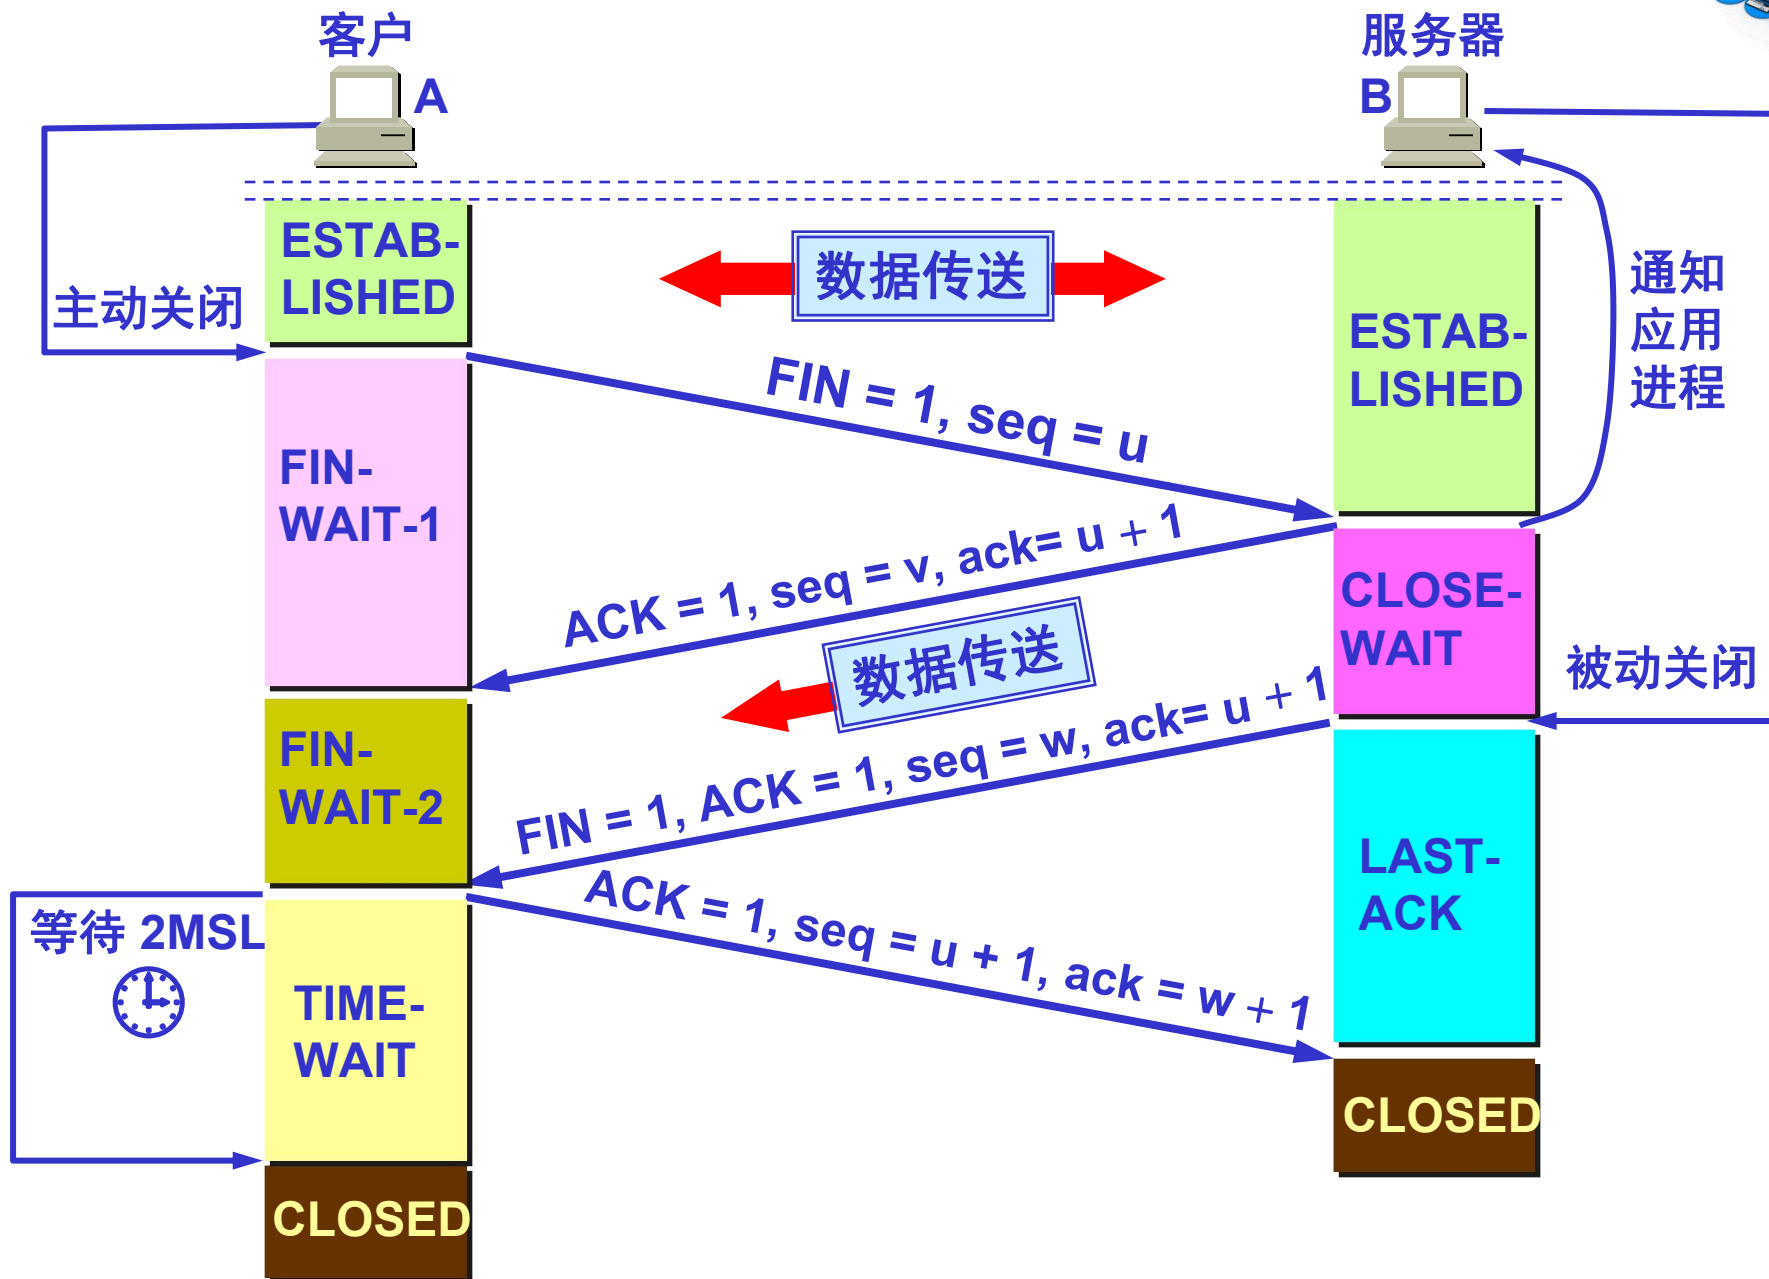 客户
服务器
A
B
ESTAB-
LISHED
数据传送
主动关闭
ESTAB-
LISHED
通知
应用
进程
FIN = 1, seq = u
FIN-
WAIT-1
ACK = 1, seq = v, ack= u + 1
CLOSE-
WAIT
数据传送
被动关闭
FIN-
WAIT-2
FIN = 1, ACK = 1, seq = w, ack= u + 1
LAST-
ACK
等待 2MSL
ACK = 1, seq = u + 1, ack = w + 1
TIME-
WAIT
CLOSED
CLOSED